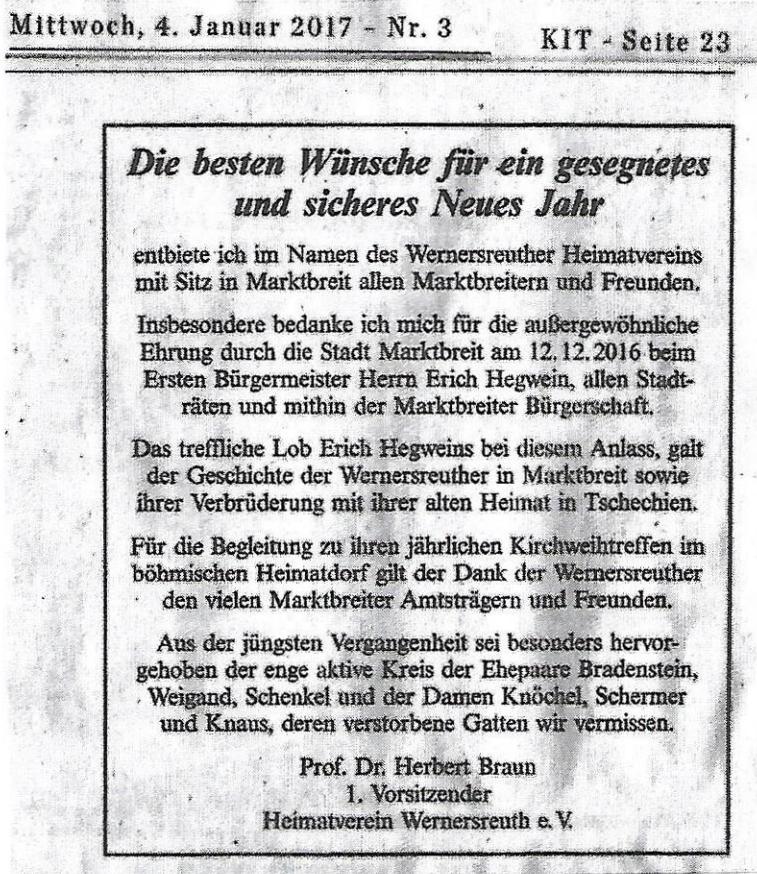 Mittwoch, 4. Januar 2017 - Nr. 3
KIT - Seite 23
Die besten Wünsche für ein gesegnetes
und sicheres Neues Jahr
entbiete ich im Namen des Wernersreuther Heimatvereins
mit Sitz in Marktbreit allen Marktbreitern und Freunden.
Insbesondere bedanke ich mich für die außergewöhnliche
Ehrung durch die Stadt Marktbreit am 12.12.2016 beim
Ersten Bürgermeister Herrn Erich Hegwein, allen Stadt-
räten und mithin der Marktbreiter Bürgerschaft.
Das treffliche Lob Erich Hegweins bei diesem Anlass, galt
der Geschichte der Wernersreuther in Marktbreit sowie
ihrer Verbrüderung mit ihrer alten Heimat in Tschechien.
Für die Begleitung zu ihren jährlichen Kirchweihtreffen im
böhmischen Heimatdorf gilt der Dank der Wernersreuther
den vielen Marktbreiter Amtsträgern und Freunden.
Aus der jüngsten Vergangenheit sei besonders hervor-
gehoben der enge aktive Kreis der Ehepaare Bradenstein,
Weigand, Schenkel und der Damen Knöchel, Schermer
und Knaus, deren verstorbene Gatten wir vermissen.
Prof. Dr. Herbert Braun
1. Vorsitzender
Heimatverein Wernersreuth e. V.